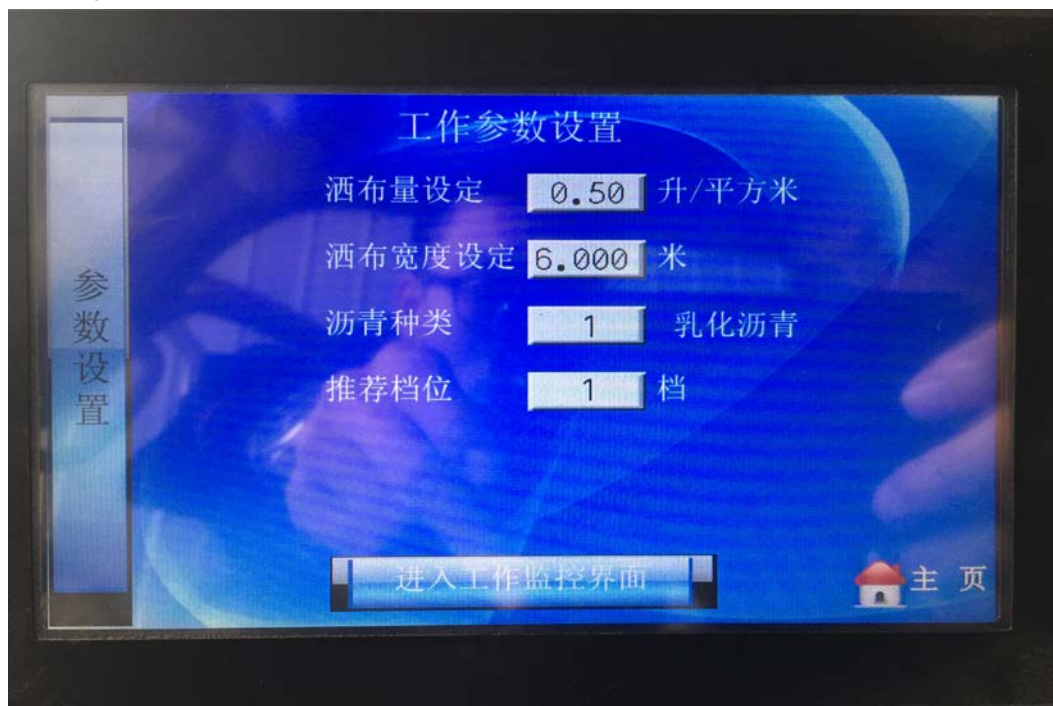 工作参数设置
洒布量设定 0.50 升/平方米
洒布宽度设定 6.000 米
沥青种类 1 乳化沥青
推荐档位 1 档
参数设置
进入工作监控界面
主 页